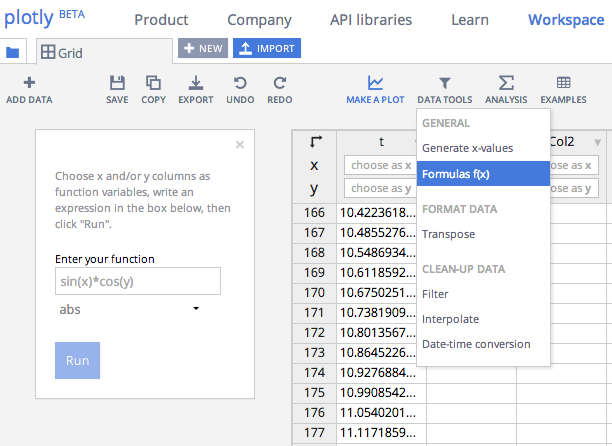 plotly BETA
Product
Company
API libraries
Learn
Workspace
Grid
NEW
IMPORT
ADD DATA
SAVE
COPY
EXPORT
UNDO
REDO
MAKE A PLOT
DATA TOOLS
ANALYSIS
EXAMPLES
Choose x and/or y columns as
function variables, write an
expression in the box below, then
click "Run".
Enter your function
sin(x)*cos(y)
abs
Run
t
Col2
x
choose as x
se as x
y
choose as y
se as y
GENERAL
Generate x-values
Formulas f(x)
FORMAT DATA
Transpose
CLEAN-UP DATA
Filter
Interpolate
Date-time conversion
166 10.4223618...
167 10.4855276...
168 10.5486934...
169 10.6118592...
170 10.6750251...
171 10.7381909...
172 10.8013567...
173 10.8645226...
174 10.9276884...
175 10.9908542...
176 11.0540201...
177 11.1171859...